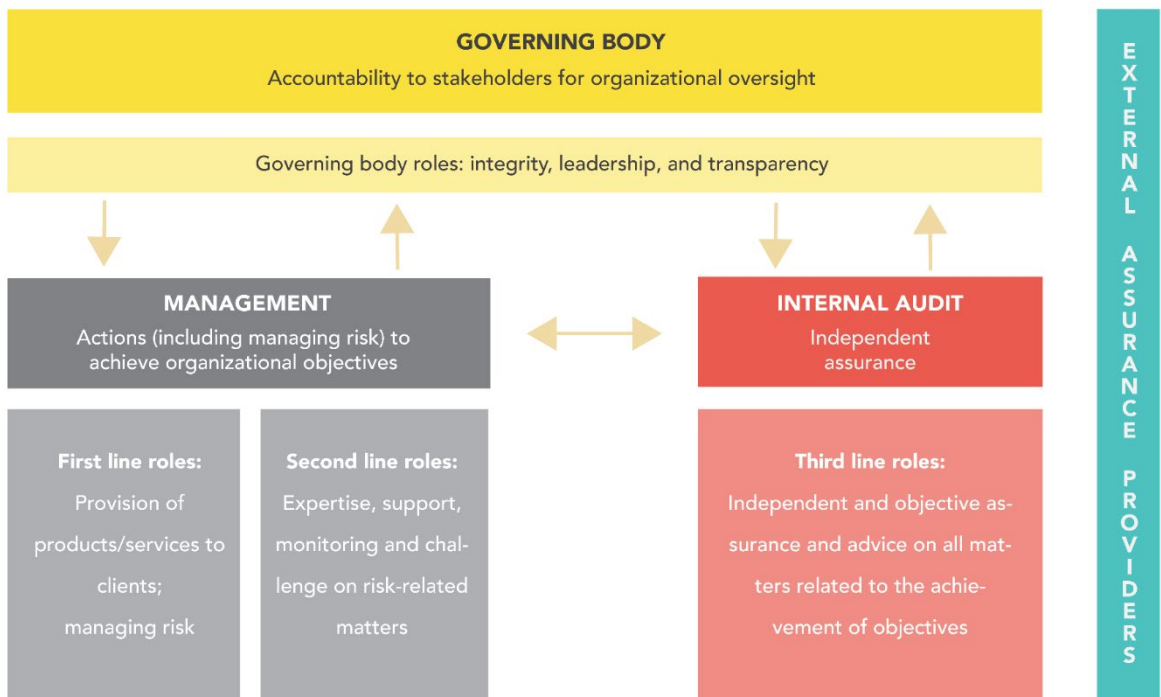 GOVERNING BODY
Accountability to stakeholders for organizational oversight
Governing body roles: integrity, leadership, and transparency
MANAGEMENT
Actions (including managing risk) to
achieve organizational objectives
INTERNAL AUDIT
Independent
assurance
First line roles:
Provision of
products/services to
clients;
managing risk
Second line roles:
Expertise, support,
monitoring and chal-
lenge on risk-related
matters
Third line roles:
Independent and objective as-
surance and advice on all mat-
ters related to the achie-
vement of objectives
EXTERNAL ASSURANCE PROVIDERS